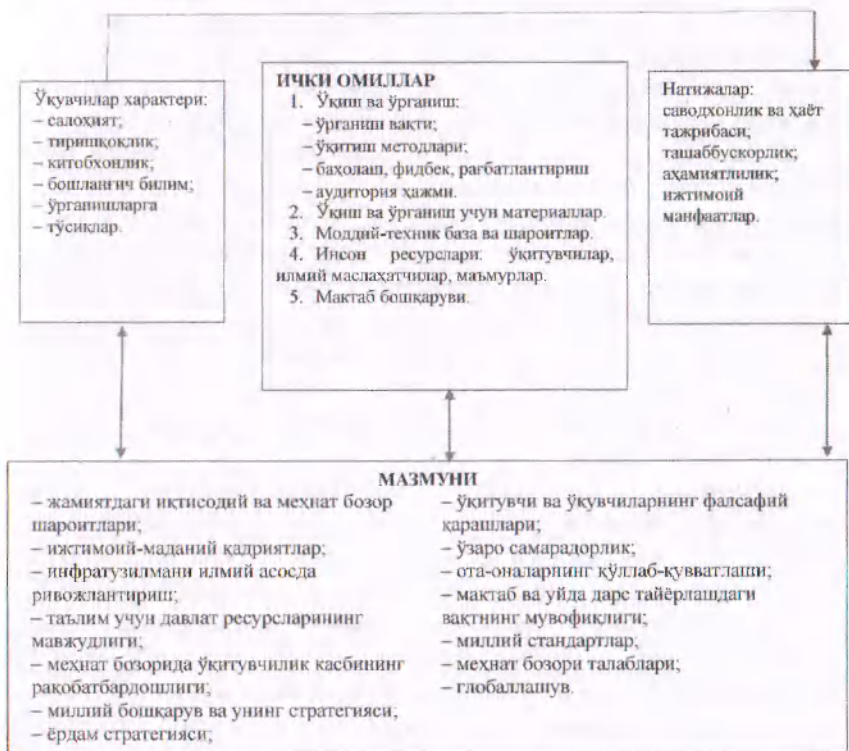 Ўқувчилар характери:
– салоҳият;
– тиришқоқлик;
– китобхонлик;
– бошланғич билим;
– ўрганишларга
– тўсиқлар.
ИЧКИ ОМИЛЛАР
1. Ўқиш ва ўрганиш:
– ўрганиш вақти;
– ўқитиш методлари;
– баҳолаш, фидбек, рағбатлантириш
– аудитория ҳажми.
2. Ўқиш ва ўрганиш учун материаллар.
3. Моддий-техник база ва шароитлар.
4. Инсон ресурслари: ўқитувчилар,
илмий маслаҳатчилар, маъмурлар.
5. Мактаб бошқаруви.
Натижалар:
саводхонлик ва ҳаёт
тажрибаси;
ташаббускорлик;
аҳамиятлилик;
ижтимоий
манфаатлар.
МАЗМУНИ
– жамиятдаги иқтисодий ва меҳнат бозор
шароитлари;
– ижтимоий-маданий қадриятлар;
– инфратузилмани илмий асосда
ривожлантириш;
– таълим учун давлат ресурсларининг
мавжудлиги;
– меҳнат бозорида ўқитувчилик касбининг
рақобатбардошлиги;
– миллий бошқарув ва унинг стратегияси;
– ёрдам стратегияси;
– ўқитувчи ва ўқувчиларнинг фалсафий
қарашлари;
– ўзаро самарадорлик;
– ота-оналарнинг қўллаб-қувватлаши;
– мактаб ва уйда дарс тайёрлашдаги
вақтнинг мувофиқлиги;
– миллий стандартлар;
– меҳнат бозори талаблари;
– глобаллашув.